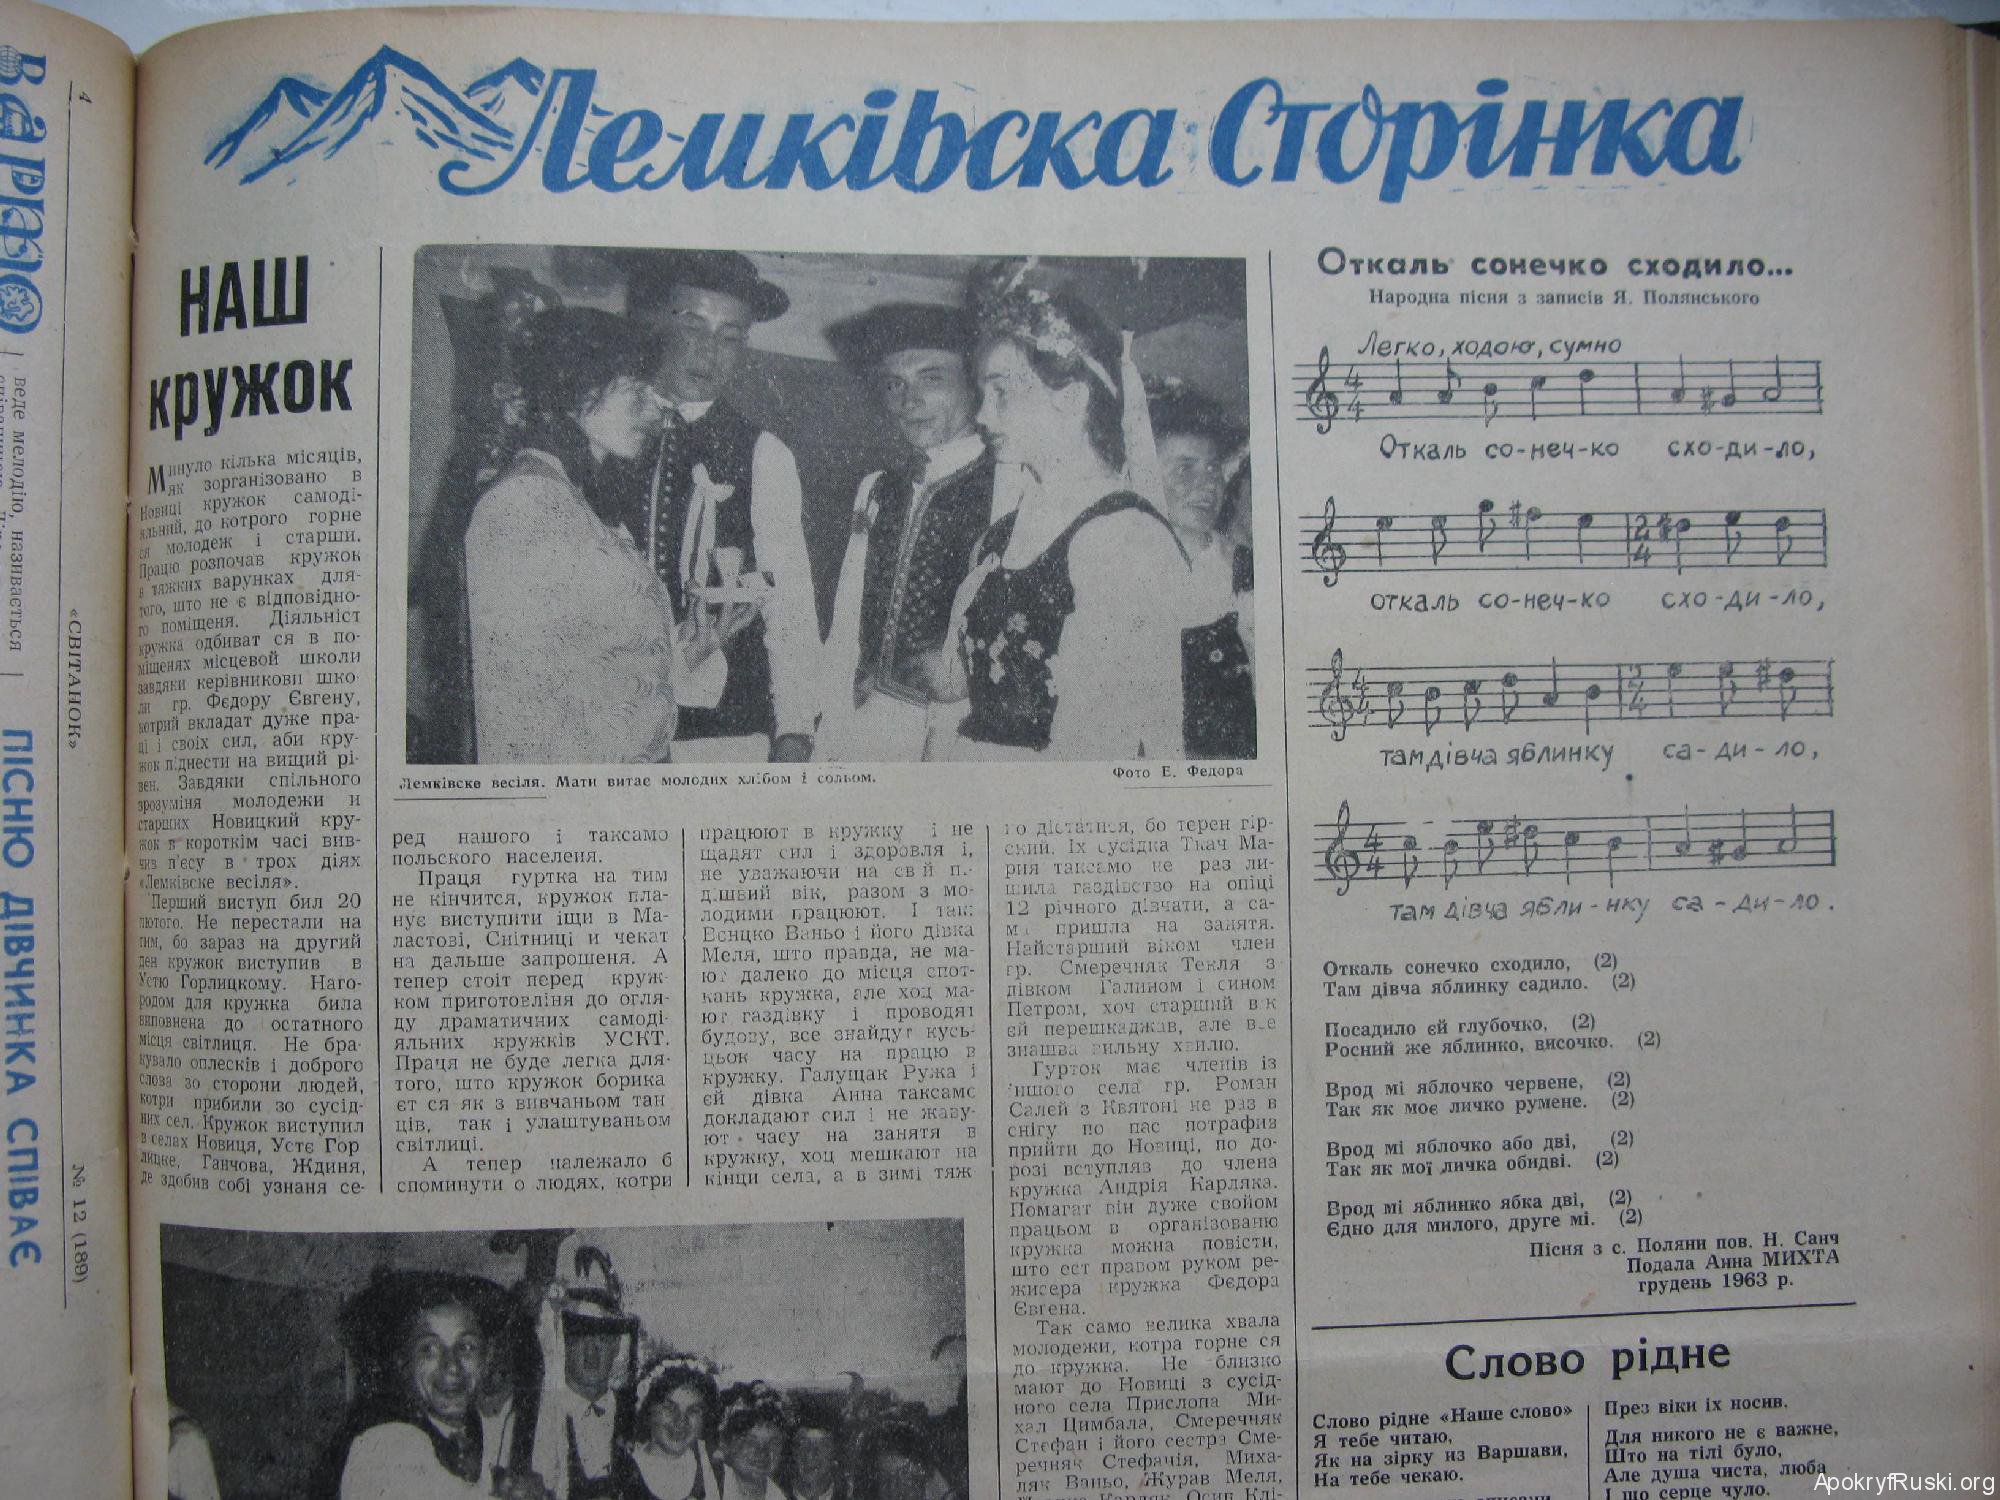 Лемківска Сторінка
НАШ
кружок
Минуло кілька місяців,
як зорганізовано в
Новиці кружок самоді-
яльний, до котрого горне
ся молодеж і старши.
Працю розпочав кружок
в тяжких варунках для-
того, што не є відповідно-
го поміщеня. Діяльніст
кружка одбиват ся в по-
міщенях місцевой школи
завдяки керівникови шко-
ли гр. Фєдору Євгену,
котрий вкладат дуже пра-
ці і своіх сил, аби кру-
жок піднести на вищий рі-
вен. Завдяки спільного
зрозуміня молодежи и
старших Новицкий кру-
жок в короткім часі вив-
чив п'єсу в трох діях
«Лемківске весіля».
Перший виступ бил 20
лютого. Не перестали на
тим, бо зараз на другий
ден кружок виступив в
Устю Горлицкому. Наго-
родом для кружка била
виповнена до остатного
місця світлиця. Не бра-
кувало оплесків і доброго
слова зо сторони людей,
котри прибили зо сусід-
них сел. Кружок виступил
в селах Новиця, Устє Гор
лицке, Ганчова, Ждиня,
де здобив собі узнаня се-
Лемківске весіля. Мати витає молодих хлібом і сольом.
Фото Е. Федора
ред нашого і таксамо
польского населеня.
Праця гуртка на тим
не кінчится, кружок пла-
нує виступити іщи в Ма-
ластові, Снітниці и чекат
на дальше запрошеня. А
тепер стоіт перед круж-
ком приготовліня до огля-
ду драматичних самоді-
яльних кружків УСКТ.
Праця не буде легка для-
того, што кружок борика
єт ся як з вивчаньом тан
ців, так і улаштуваньом
світлиці.
А тепер належало б
споминути о людях, котри
працюют в кружку і не
щадят сил і здоровля і,
не уважаючи на свій п.-
дішвий вік, разом з мо-
лодими працюют. І так:
Вєнцко Ваньо і його дівка
Меля, што правда, не ма-
ют далеко до місця спот-
кань кружка, але хоц ма-
ют газдівку і проводят
будову, все знайдут кусь-
цьок часу на працю в
кружку. Галущак Ружа і
єй дівка Анна таксамо
докладают сил і не жалу-
ют часу на занятя в
кружку, хоц мешкают на
кінци села, а в зимі тяж
го дістатися, бо терен гір-
ский. Іх сусідка Ткач Ма-
рия таксамо не раз ли-
шила газдівство на опіці
12 річного дівчати, а са-
ма пришла на занятя.
Найстарший віком член
гр. Смеречняк Текля з
дівком Галином і сином
Петром, хоч старший вік
єй перешкаджав, але все
знашва вильну хвилю.
Гурток має членів із
іншого села гр. Роман
Салей з Квятоні не раз в
снігу по пас потрафив
прийти до Новиці, по до-
розі вступляв до члена
кружка Андрія Карляка.
Помагат він дуже свойом
працьом в організованю
кружка можна повісти,
што ест правом руком ре-
жисера кружка Фєдора
Євгена.
Так само велика хвала
молодежи, котра горне ся
до кружка. Не близко
мают до Новиці з сусід-
ного села Прислопа Ми-
хал Цимбала, Смеречняк
Стефан і його сестра Сме-
речняк Стефачія, Миха-
ляк Ваньо, Журав Меля,
Карляк, Осип Клі-
Откаль сонечко сходило...
Народна пісня з записів Я. Полянського
Легко, ходою, сумно
Откаль со-неч-ко схо-ди-ло,
откаль со-неч-ко схо-ди-ло,
там дівча яблинку са-ди-ло,
там дівча ябли-нку са-ди-ло.
Откаль сонечко сходило, (2)
Там дівча яблинку садило. (2)
Посадило єй глубочко, (2)
Росний же яблинко, височко. (2)
Врод мі яблочко червене, (2)
Так як моє личко румене. (2)
Врод мі яблочко або дві, (2)
Так як мої личка обидві. (2)
Врод мі яблинко ябка дві, (2)
Єдно для милого, друге мі. (2)
Пісня з с. Поляни пов. Н. Санч
Подала Анна МИХТА
грудень 1963 р.
Слово рідне
Слово рідне «Наше слово»
Я тебе читаю,
Як на зірку из Варшави,
На тебе чекаю.
През віки іх носив.
Для никого не є важне,
Што на тілі було,
Але душа чиста, люба
І що серце чуло.
4
«СВІТАНОК»
№ 12 (189)
веде мелодію, називається
ПІСНЮ ДІВЧИНКА СПІВАЄ
ApokryfRuski.org